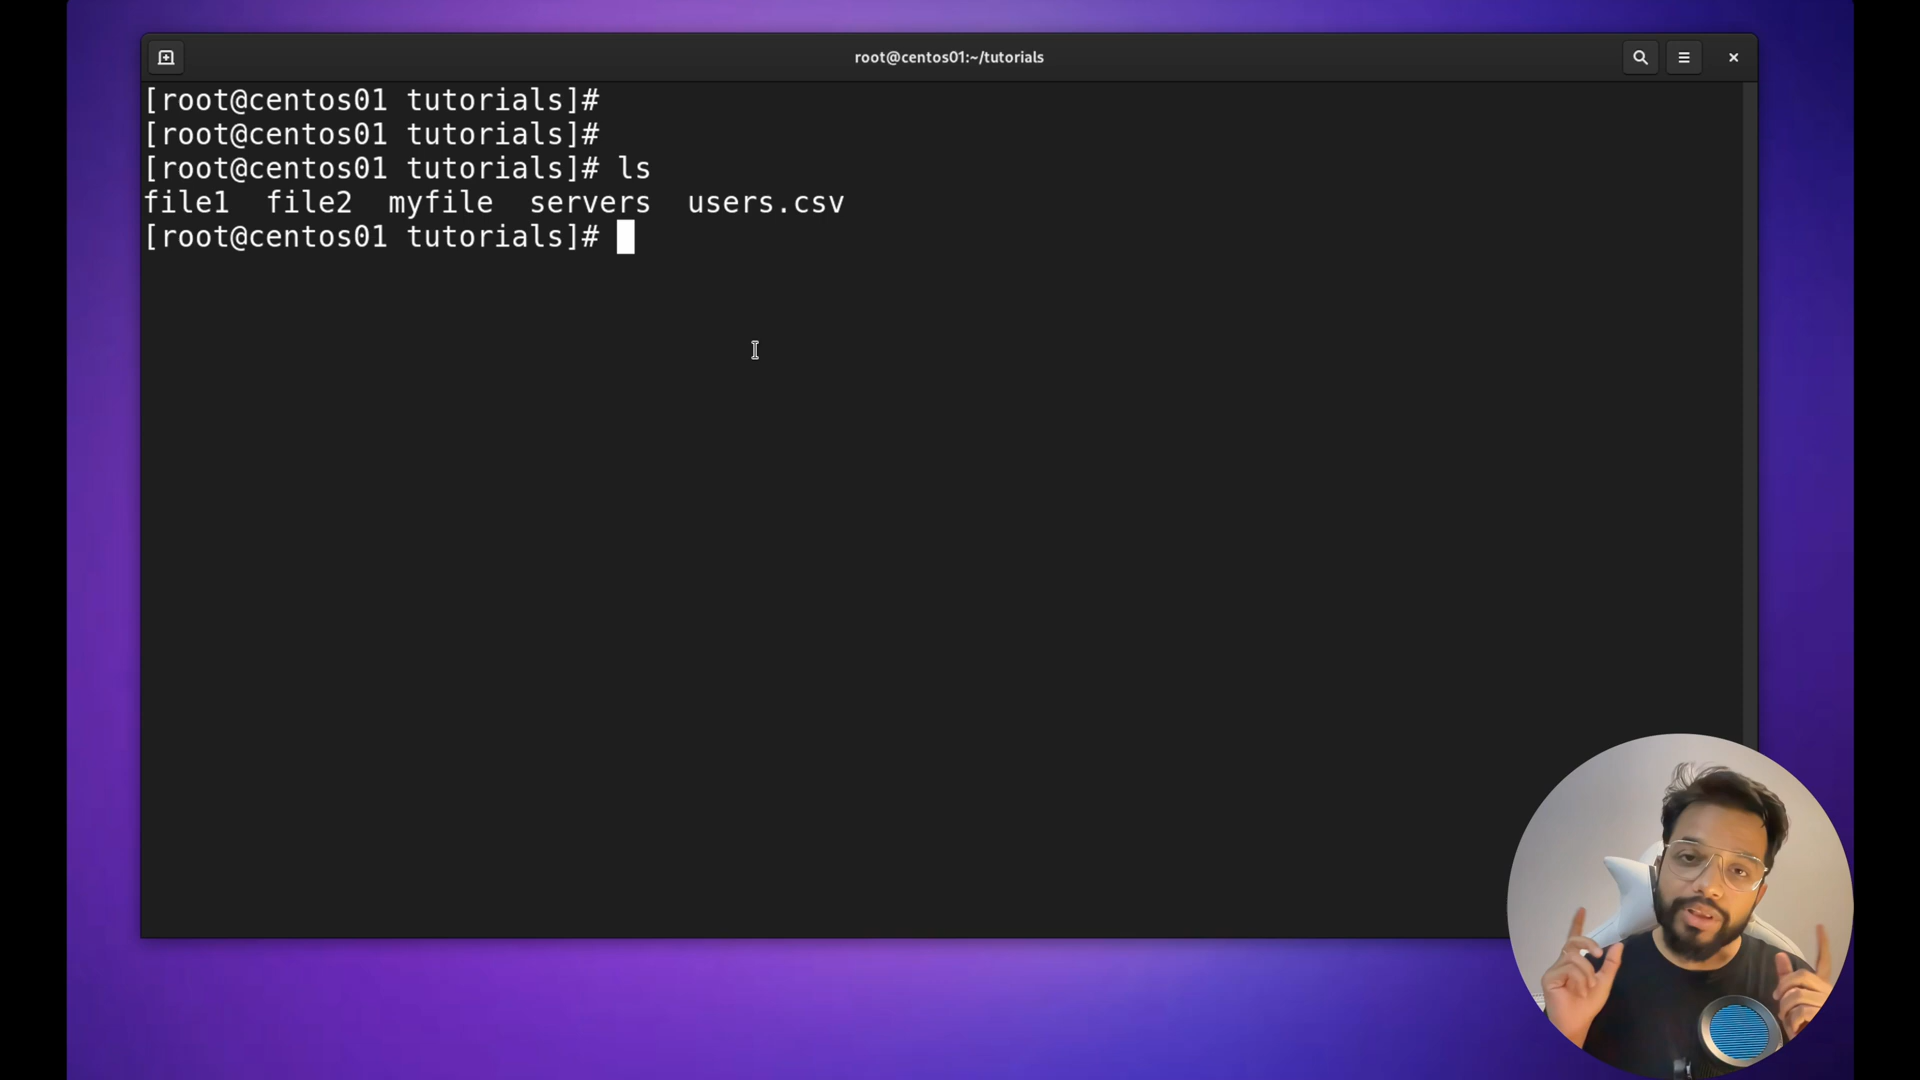 root@centos01:~/tutorials
[root@centos01 tutorials]#
[root@centos01 tutorials]#
[root@centos01 tutorials]# ls
file1  file2  myfile  servers  users.csv
[root@centos01 tutorials]#